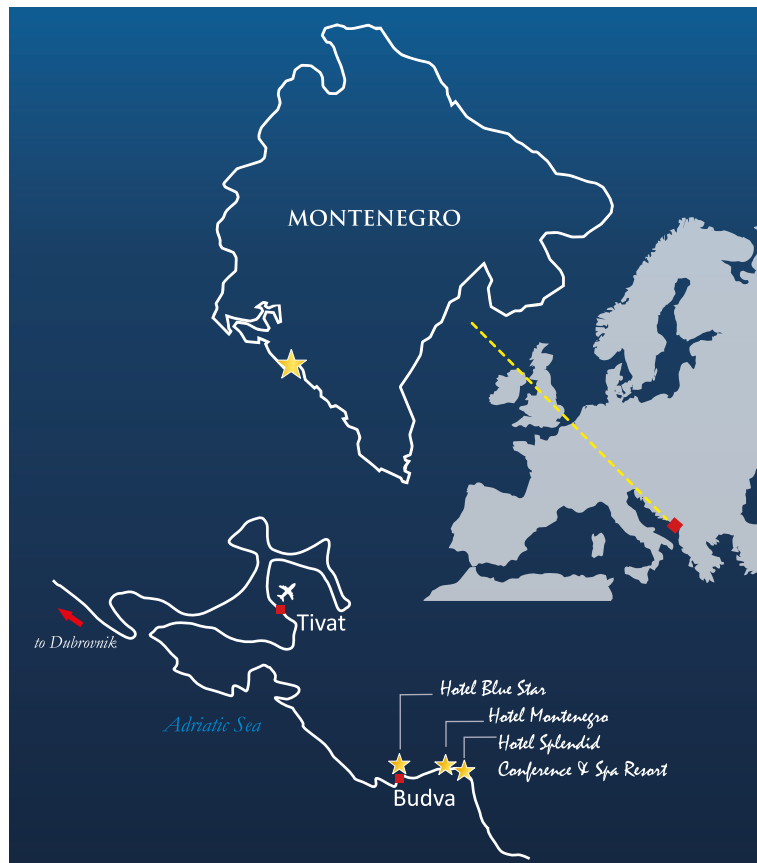 MONTENEGRO
Tivat
to Dubrovnik
Hotel Blue Star
Adriatic Sea
Hotel Montenegro
Hotel Splendid
Conference & Spa Resort
Budva